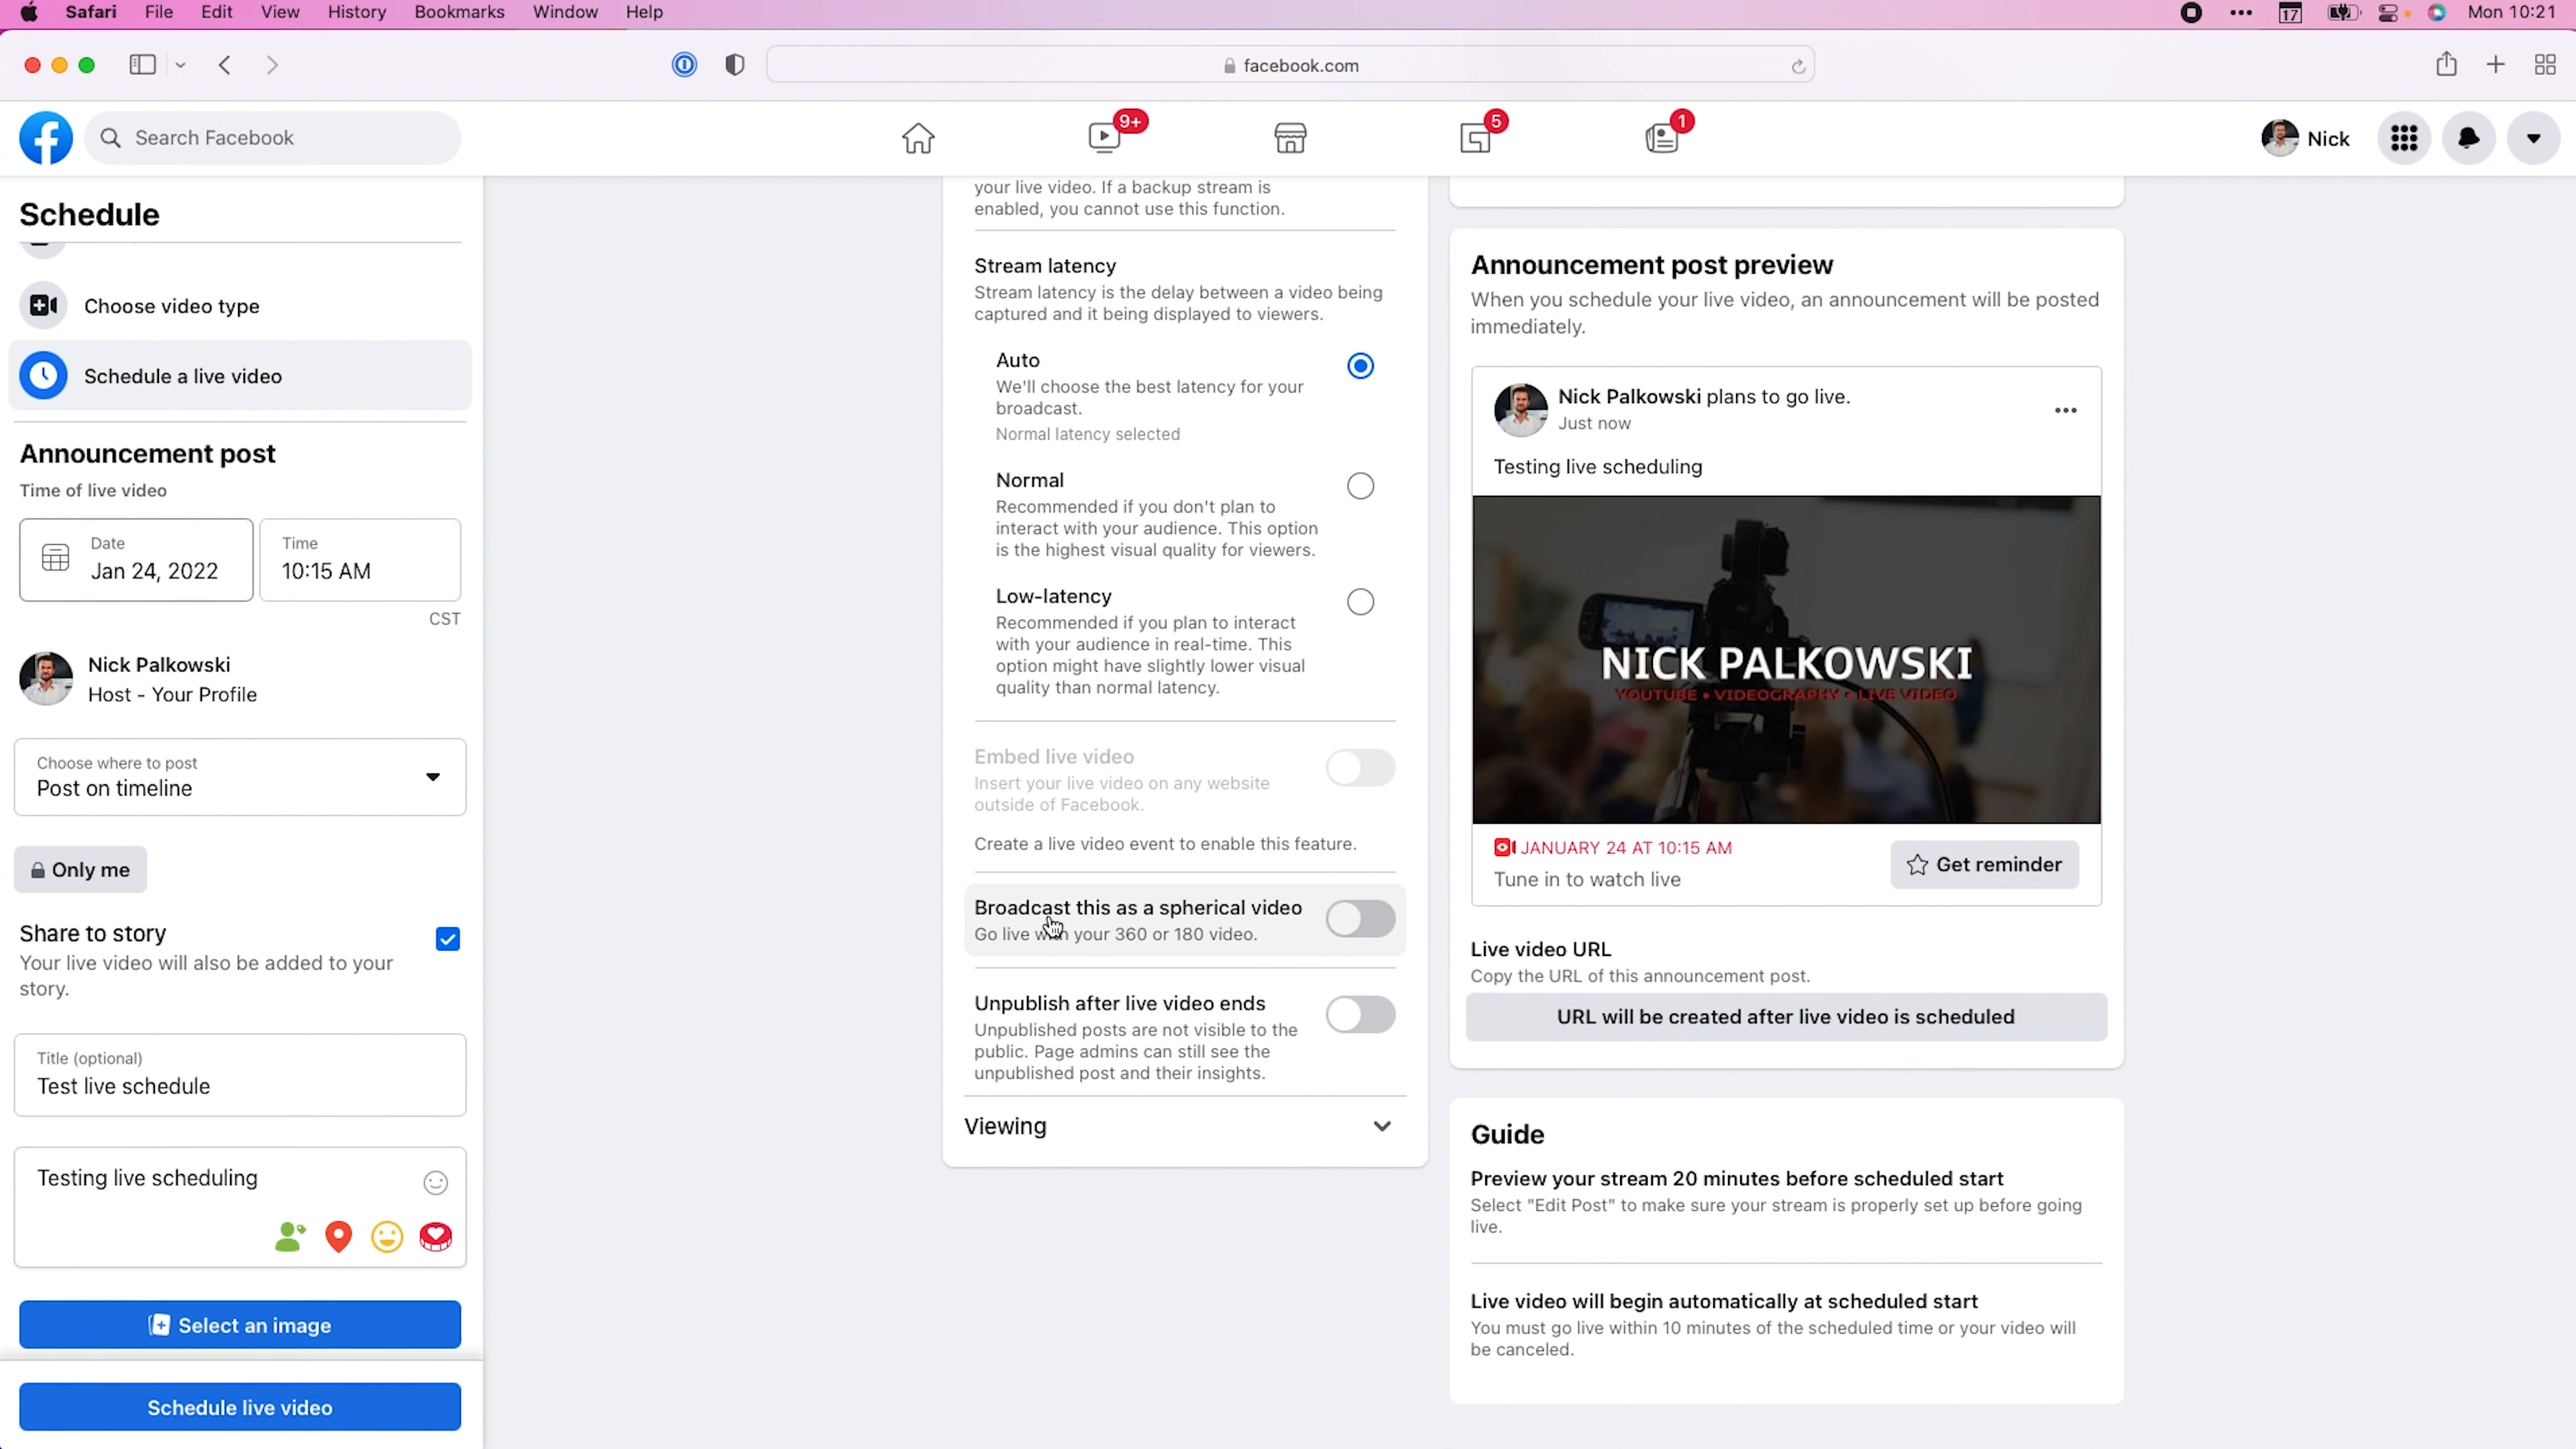 Safari File Edit View History Bookmarks Window Help
17 Mon 10:21
facebook.com
Search Facebook
9+
5
1
Nick
Schedule
Choose video type
Schedule a live video
Announcement post
Time of live video
Date
Jan 24, 2022
Time
10:15 AM
CST
Nick Palkowski
Host - Your Profile
Choose where to post
Post on timeline
Only me
Share to story
Your live video will also be added to your
story.
Title (optional)
Test live schedule
Testing live scheduling
Select an image
Schedule live video
your live video. If a backup stream is
enabled, you cannot use this function.
Stream latency
Stream latency is the delay between a video being
captured and it being displayed to viewers.
Auto
We'll choose the best latency for your
broadcast.
Normal latency selected
Normal
Recommended if you don't plan to
interact with your audience. This option
is the highest visual quality for viewers.
Low-latency
Recommended if you plan to interact
with your audience in real-time. This
option might have slightly lower visual
quality than normal latency.
Embed live video
Insert your live video on any website
outside of Facebook.
Create a live video event to enable this feature.
Broadcast this as a spherical video
Go live with your 360 or 180 video.
Unpublish after live video ends
Unpublished posts are not visible to the
public. Page admins can still see the
unpublished post and their insights.
Viewing
Announcement post preview
When you schedule your live video, an announcement will be posted
immediately.
Nick Palkowski plans to go live.
Just now
Testing live scheduling
NICK PALKOWSKI
YOUTUBE • VIDEOGRAPHY • LIVE VIDEO
JANUARY 24 AT 10:15 AM
Tune in to watch live
Get reminder
Live video URL
Copy the URL of this announcement post.
URL will be created after live video is scheduled
Guide
Preview your stream 20 minutes before scheduled start
Select "Edit Post" to make sure your stream is properly set up before going
live.
Live video will begin automatically at scheduled start
You must go live within 10 minutes of the scheduled time or your video will
be canceled.